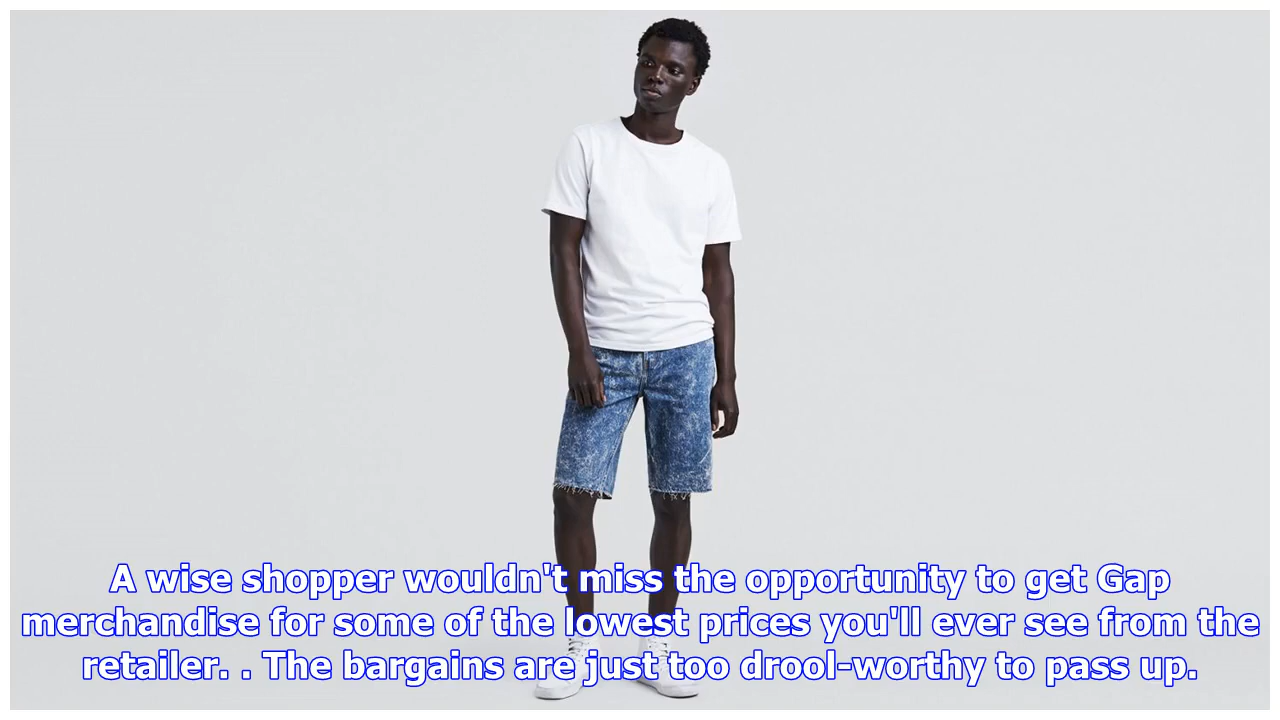 A wise shopper wouldn't miss the opportunity to get Gap
merchandise for some of the lowest prices you'll ever see from the
retailer. . The bargains are just too drool-worthy to pass up.